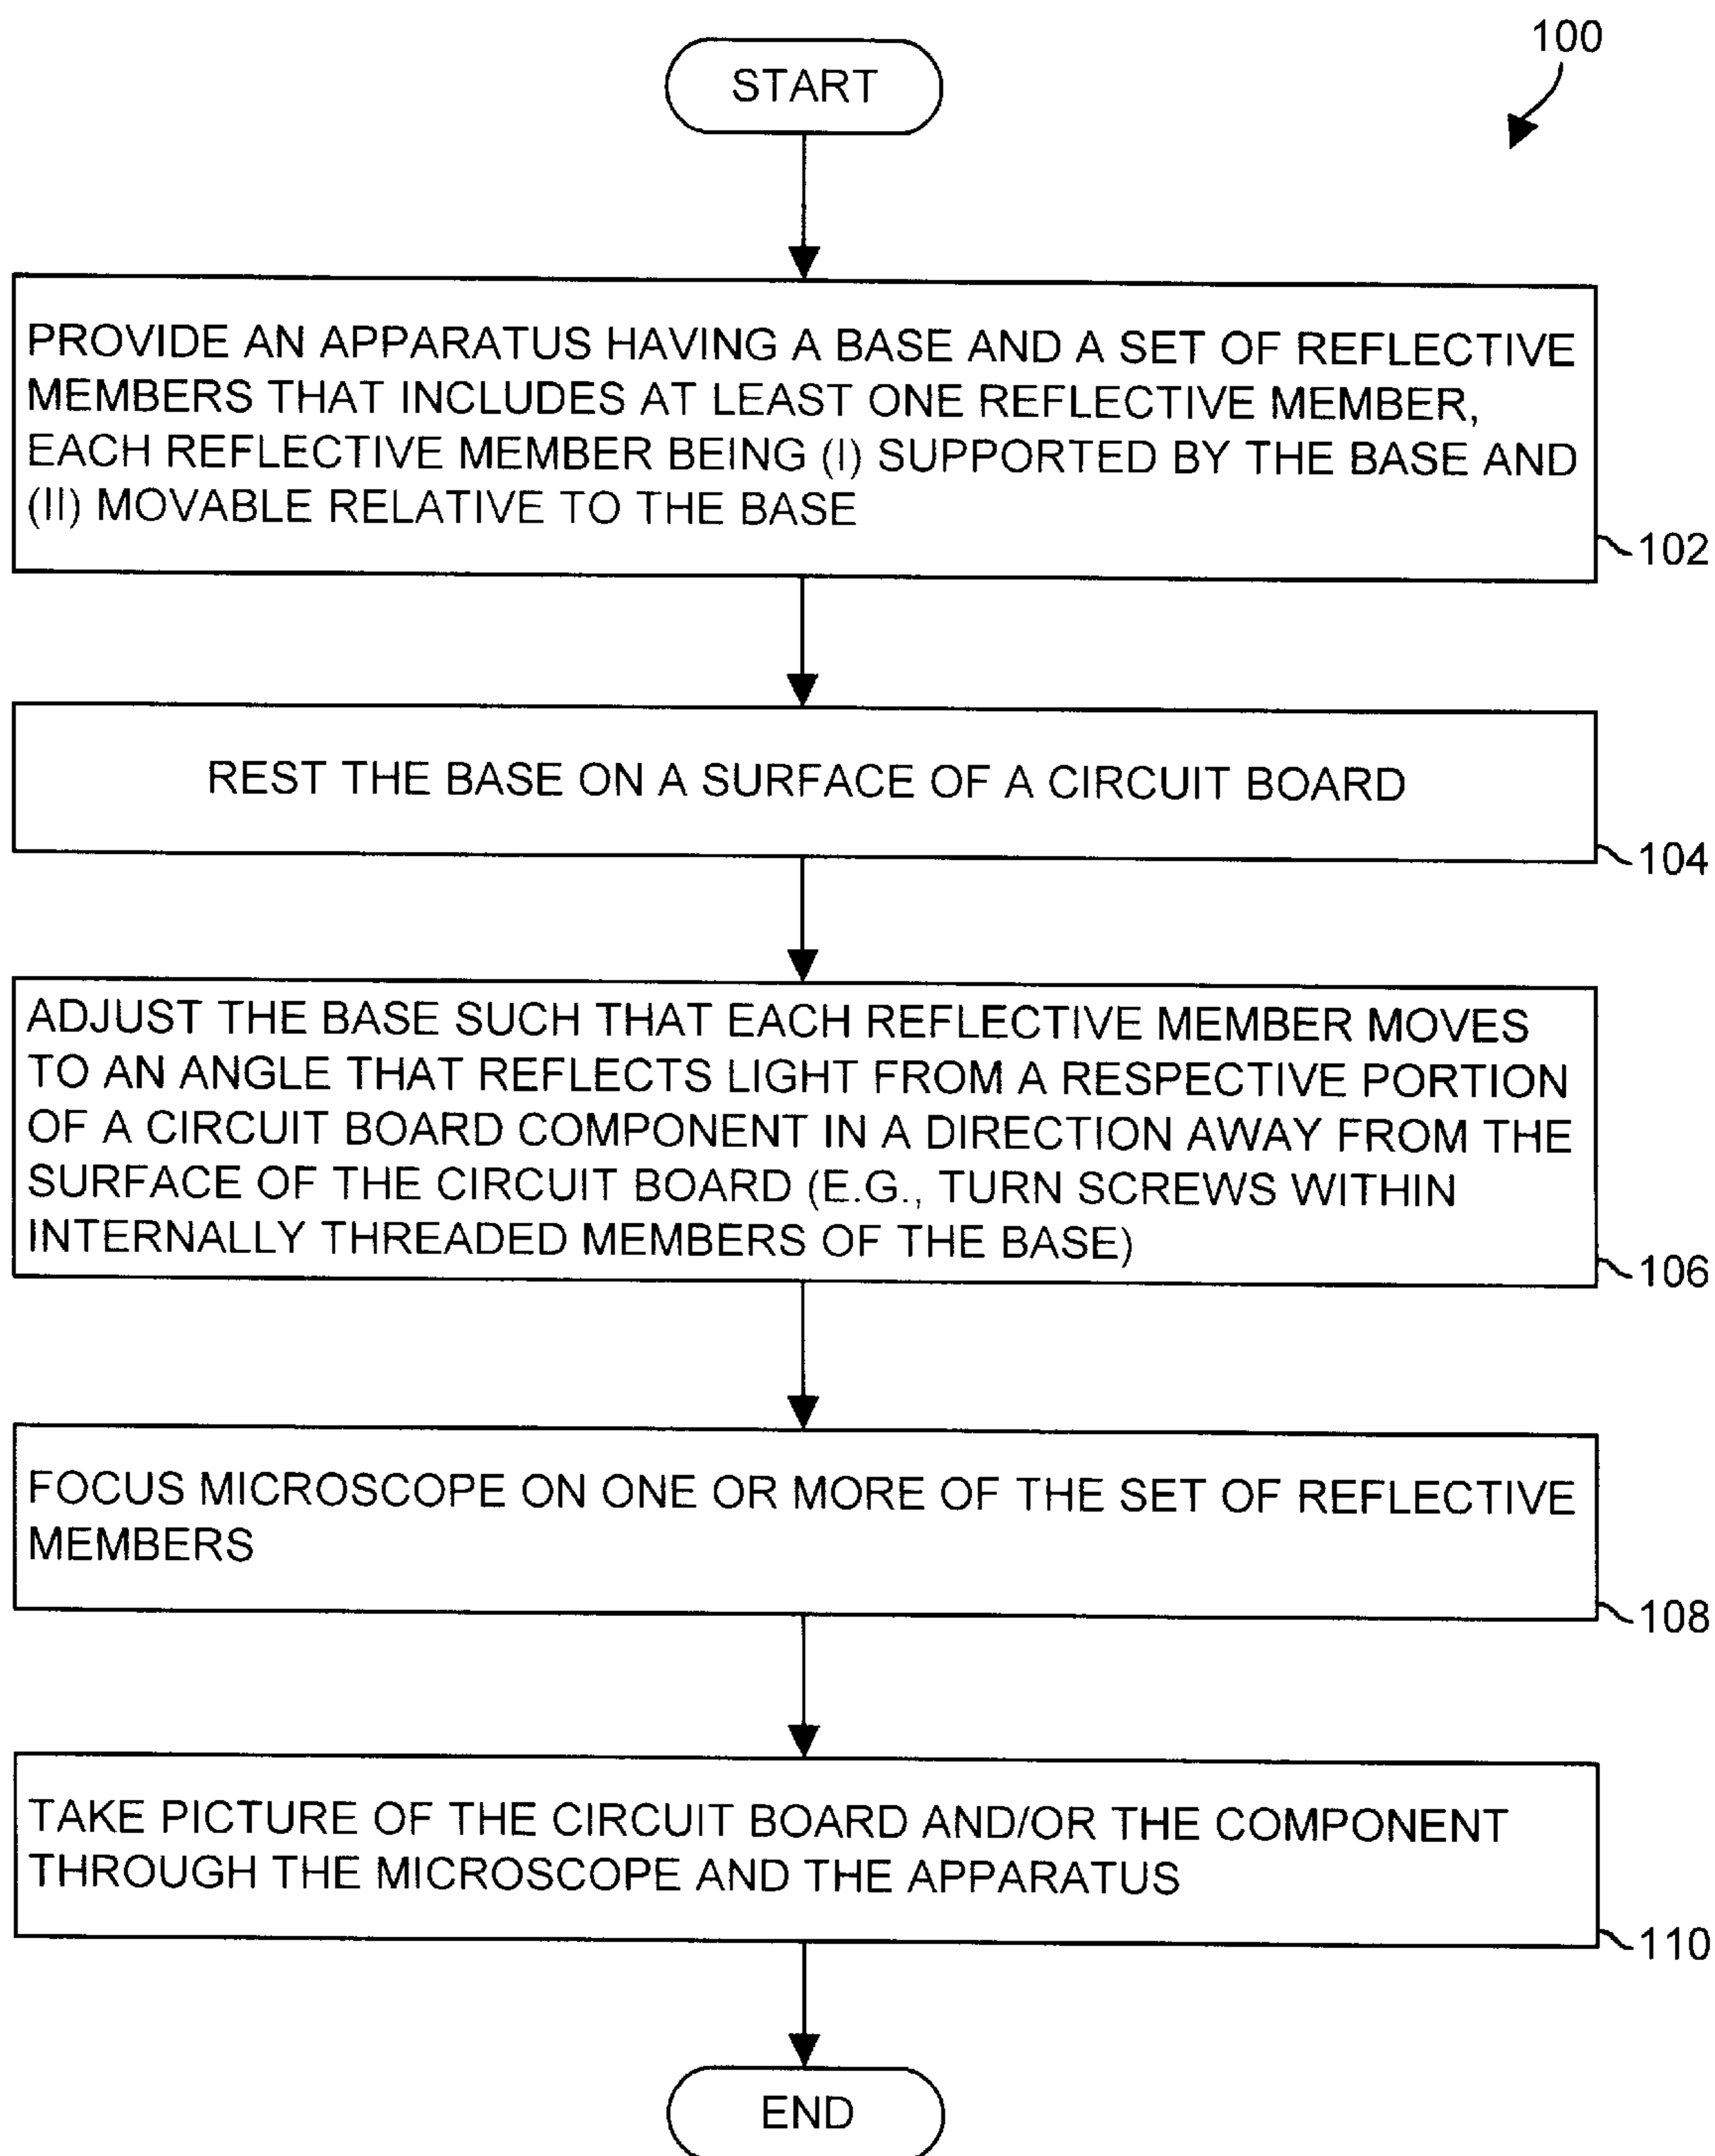 100
START
PROVIDE AN APPARATUS HAVING A BASE AND A SET OF REFLECTIVE
MEMBERS THAT INCLUDES AT LEAST ONE REFLECTIVE MEMBER,
EACH REFLECTIVE MEMBER BEING (I) SUPPORTED BY THE BASE AND
(II) MOVABLE RELATIVE TO THE BASE
102
REST THE BASE ON A SURFACE OF A CIRCUIT BOARD
104
ADJUST THE BASE SUCH THAT EACH REFLECTIVE MEMBER MOVES
TO AN ANGLE THAT REFLECTS LIGHT FROM A RESPECTIVE PORTION
OF A CIRCUIT BOARD COMPONENT IN A DIRECTION AWAY FROM THE
SURFACE OF THE CIRCUIT BOARD (E.G., TURN SCREWS WITHIN
INTERNALLY THREADED MEMBERS OF THE BASE)
106
FOCUS MICROSCOPE ON ONE OR MORE OF THE SET OF REFLECTIVE
MEMBERS
108
TAKE PICTURE OF THE CIRCUIT BOARD AND/OR THE COMPONENT
THROUGH THE MICROSCOPE AND THE APPARATUS
110
END